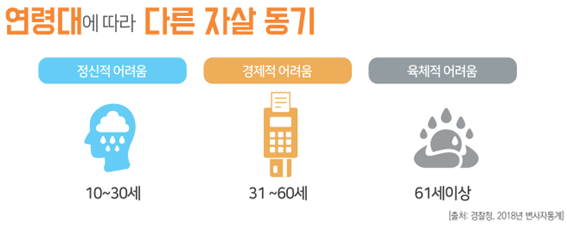 연령대에 따라 다른 자살 동기
정신적 어려움 경제적 어려움 육체적 어려움
10~30세 31 ~60세 61세이상
[출처: 경찰청, 2018년 변사자통계]